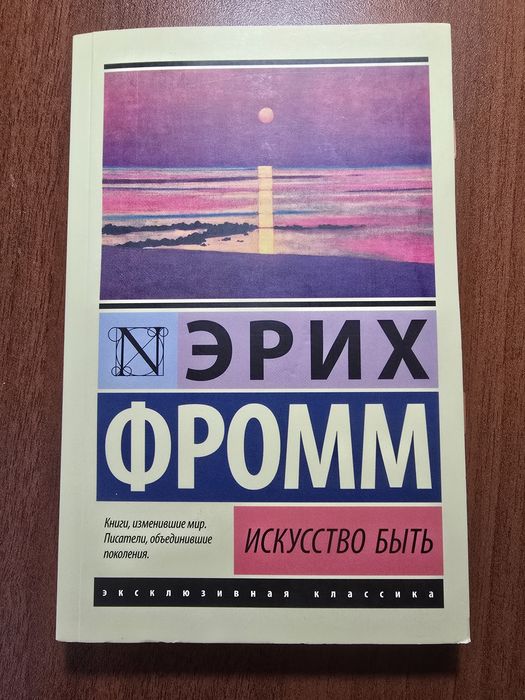 N ЭРИХ
ФРОММ
Книги, изменившие мир.
Писатели, объединившие
поколения.
ИСКУССТВО БЫТЬ
эксклюзивная классика